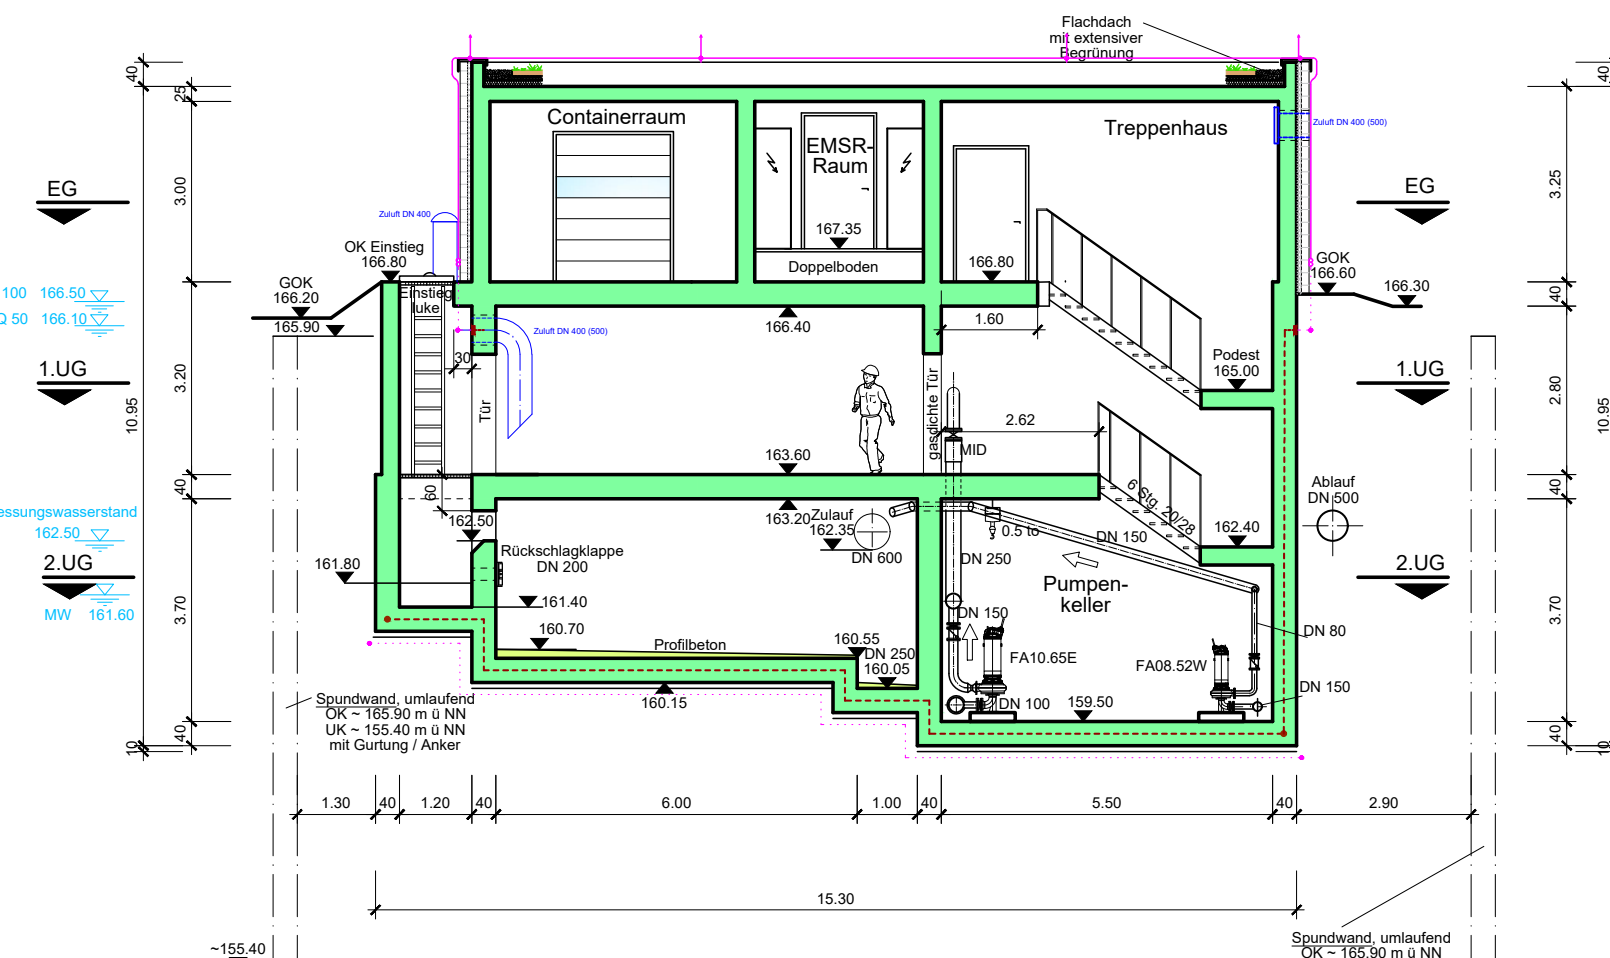 Flachdach
mit extensiver
Begrünung
40
25
3.00
3.20
10.95
40
3.70
40
10
EG
100 166.50
Q 50 166.10
1.UG
essungswasserstand
162.50
2.UG
MW 161.60
Containerraum
EMSR-
Raum
167.35
Doppelboden
Treppenhaus
166.80
Zuluft DN 400 (500)
Zuluft DN 400
OK Einstieg
166.80
GOK
166.20
165.90
Einstieg
luke
30
Zuluft DN 400 (500)
166.40
1.60
Tür
gasdichte Tür
MID
2.62
Podest
165.00
GOK
166.60
166.30
EG
1.UG
2.UG
40
3.25
40
2.80
10.95
40
3.70
40
10
163.60
163.20
60
162.50
161.80
Rückschlagklappe
DN 200
161.40
160.70
Profilbeton
Zulauf
162.35
DN 600
160.55
DN 250
160.05
160.15
0.5 to
DN 250
DN 150
6 Stg. 20/28
162.40
Ablauf
DN 500
Pumpen-
keller
DN 150
FA10.65E
DN 100
159.50
FA08.52W
DN 80
DN 150
Spundwand, umlaufend
OK ~ 165.90 m ü NN
UK ~ 155.40 m ü NN
mit Gurtung / Anker
1.30
40
1.20
40
6.00
1.00
40
5.50
40
2.90
15.30
~155.40
Spundwand, umlaufend
OK ~ 165.90 m ü NN